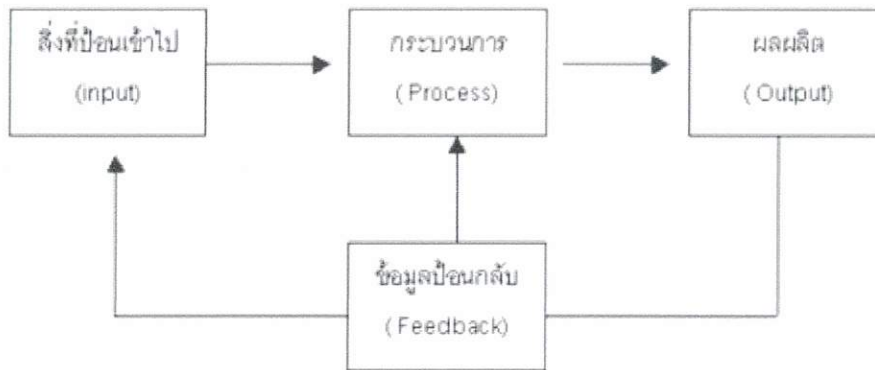 สิ่งที่ป้อนเข้าไป
(input)
กระบวนการ
( Process)
ผลผลิต
( Output)
ข้อมูลป้อนกลับ
( Feedback)